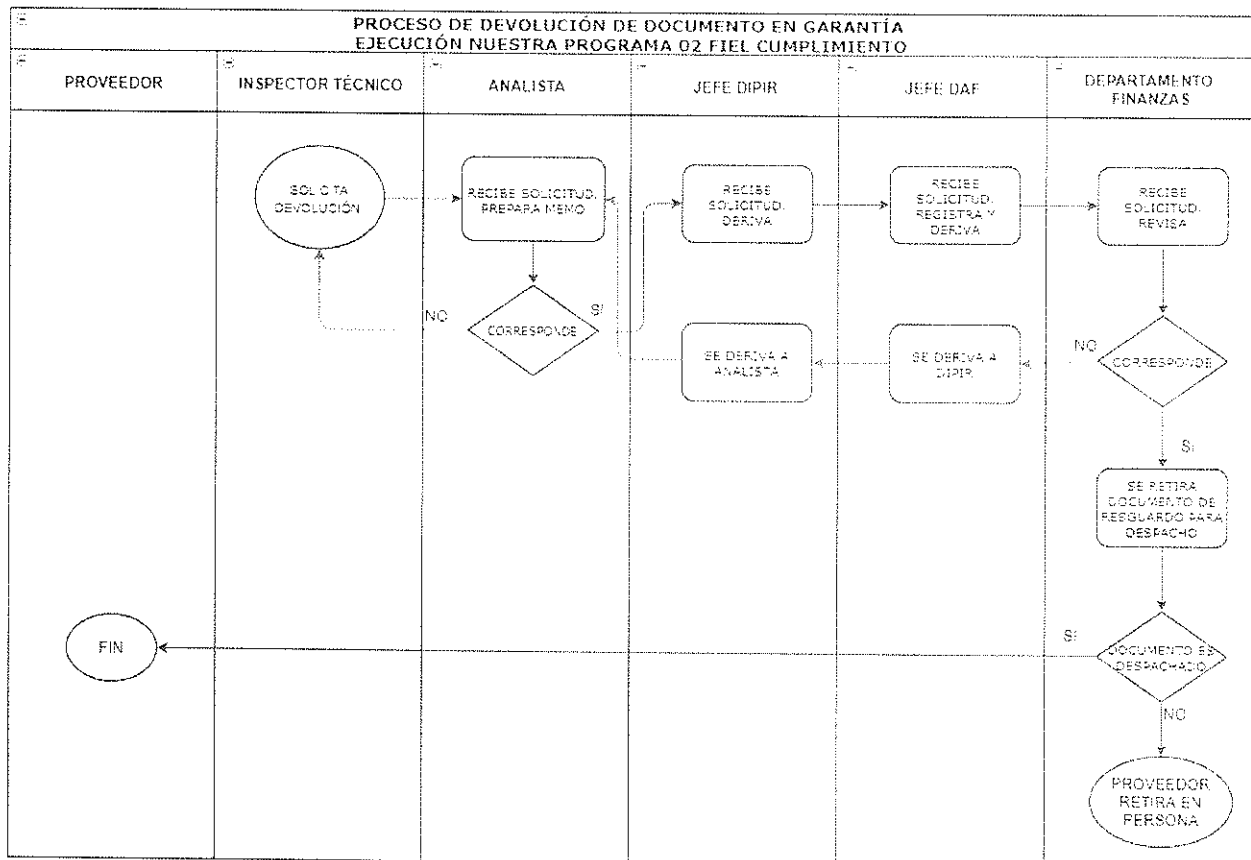 PROCESO DE DEVOLUCIÓN DE DOCUMENTO EN GARANTÍA
EJECUCIÓN NUESTRA PROGRAMA 02 FIEL CUMPLIMIENTO
PROVEEDOR
INSPECTOR TÉCNICO
ANALISTA
JEFE DIPIR
JEFE DAF
DEPARTAMENTO
FINANZAS
SOLICITA
DEVOLUCIÓN
RECIBE SOLICITUD,
PREPARA MEMO
RECIBE
SOLICITUD,
DERIVA
RECIBE
SOLICITUD,
REGISTRA Y
DERIVA
RECIBE
SOLICITUD,
REVISA
NO
CORRESPONDE
SI
SE DERIVA A
ANALISTA
SE DERIVA A
DIPIR
NO
CORRESPONDE
SI
SE RETIRA
DOCUMENTO DE
RESGUARDO PARA
DESPACHO
FIN
SI
DOCUMENTO ES
DESPACHADO
NO
PROVEEDOR
RETIRA EN
PERSONA